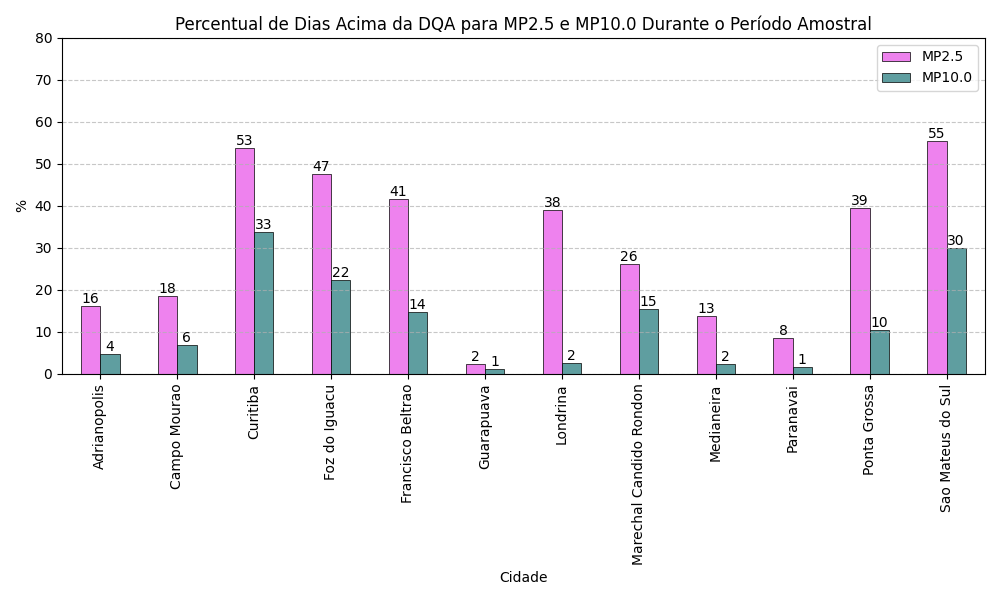 Percentual de Dias Acima da DQA para MP2.5 e MP10.0 Durante o Período Amostral
MP2.5
MP10.0
%
80
70
60
50
40
30
20
10
0
16
4
18
6
53
33
47
22
41
14
2
1
38
2
26
15
13
2
8
1
39
10
55
30
Adrianopolis
Campo Mourao
Curitiba
Foz do Iguacu
Francisco Beltrao
Guarapuava
Londrina
Marechal Candido Rondon
Medianeira
Paranavai
Ponta Grossa
Sao Mateus do Sul
Cidade